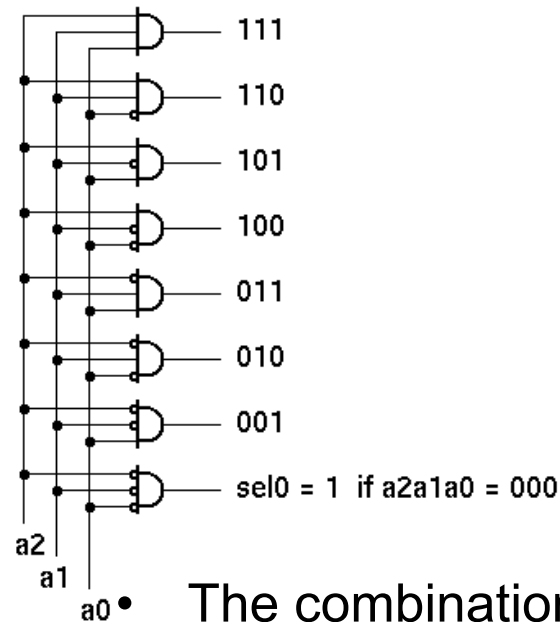 111
110
101
100
011
010
001
sel0 = 1 if a2a1a0 = 000
a2
a1
a0
• The combination